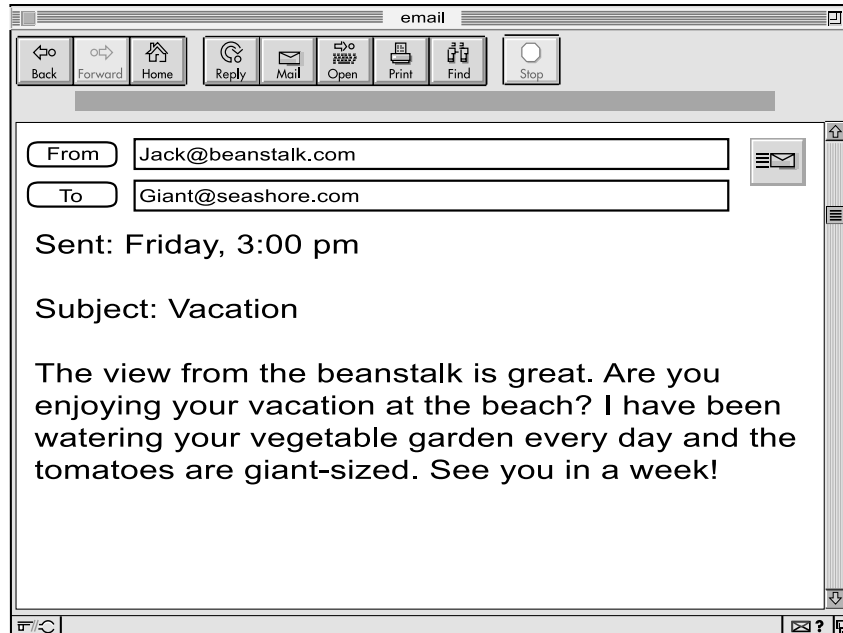 email
Back Forward Home Reply Mail Open Print Find Stop
From Jack@beanstalk.com
To Giant@seashore.com
Sent: Friday, 3:00 pm
Subject: Vacation
The view from the beanstalk is great. Are you
enjoying your vacation at the beach? I have been
watering your vegetable garden every day and the
tomatoes are giant-sized. See you in a week!
?